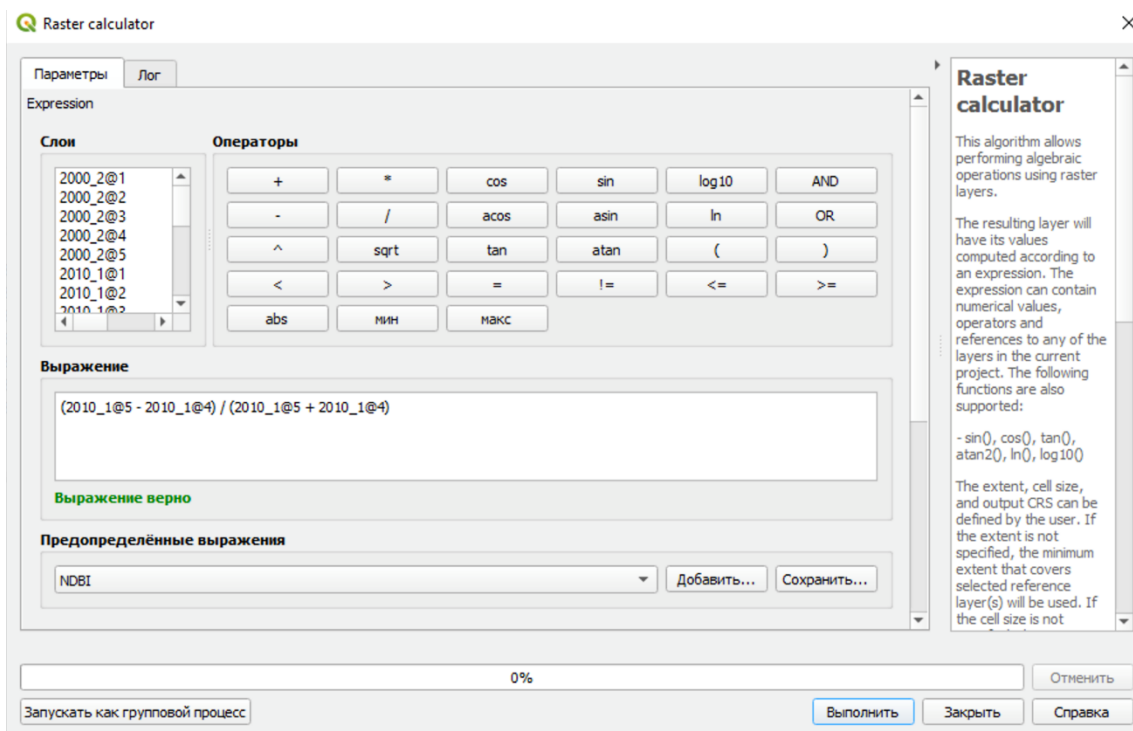 Raster calculator
Параметры
Лог
Expression
Слои
Операторы
2000_2@1
2000_2@2
2000_2@3
2000_2@4
2000_2@5
2010_1@1
2010_1@2
2010_1@3
+ * cos sin log10 AND
- / acos asin ln OR
^ sqrt tan atan ( )
< > = != <= >=
abs мин макс
Выражение
(2010_1@5 - 2010_1@4) / (2010_1@5 + 2010_1@4)
Выражение верно
Предопределённые выражения
NDBI
Добавить...
Сохранить...
Raster
calculator
This algorithm allows
performing algebraic
operations using raster
layers.
The resulting layer will
have its values
computed according to
an expression. The
expression can contain
numerical values,
operators and
references to any of the
layers in the current
project. The following
functions are also
supported:
- sin(), cos(), tan(),
atan2(), ln(), log10()
The extent, cell size,
and output CRS can be
defined by the user. If
the extent is not
specified, the minimum
extent that covers
selected reference
layer(s) will be used. If
the cell size is not
0%
Отменить
Запускать как групповой процесс
Выполнить
Закрыть
Справка